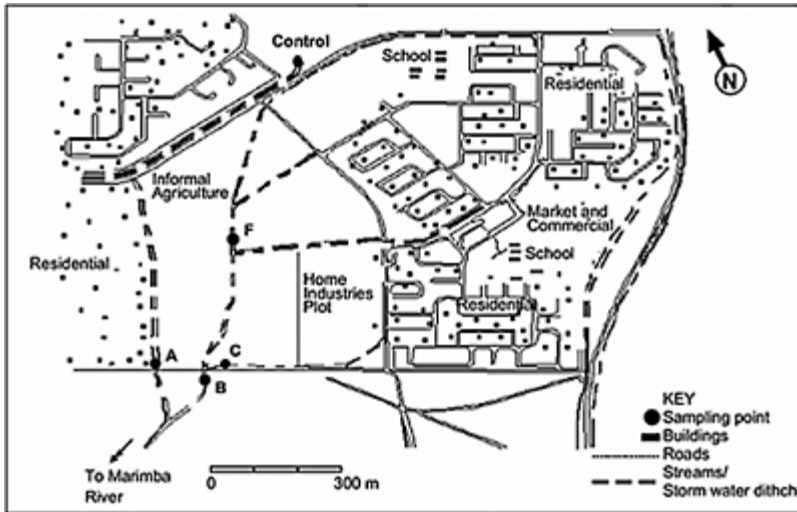 Control
School
Residential
N
Informal
Agriculture
F
Market and
Commercial
School
Residential
Home
Industries
Plot
Residential
A
C
B
KEY
Sampling point
Buildings
Roads
Streams/
Storm water dithch
To Marimba
River
0
300 m